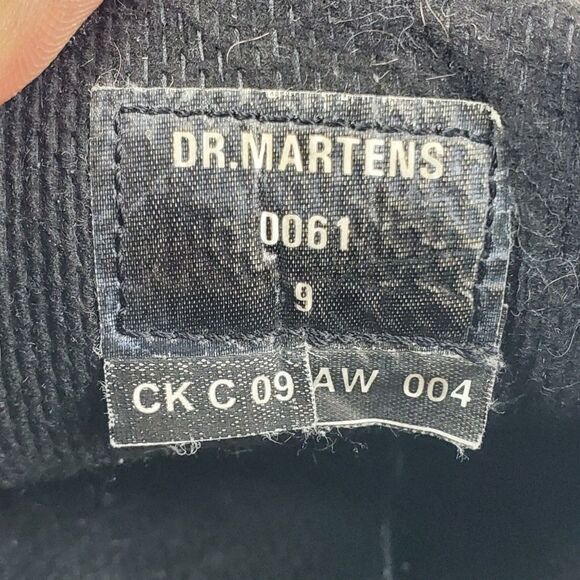 DR.MARTENS
0061
9
CK C 09 AW 004